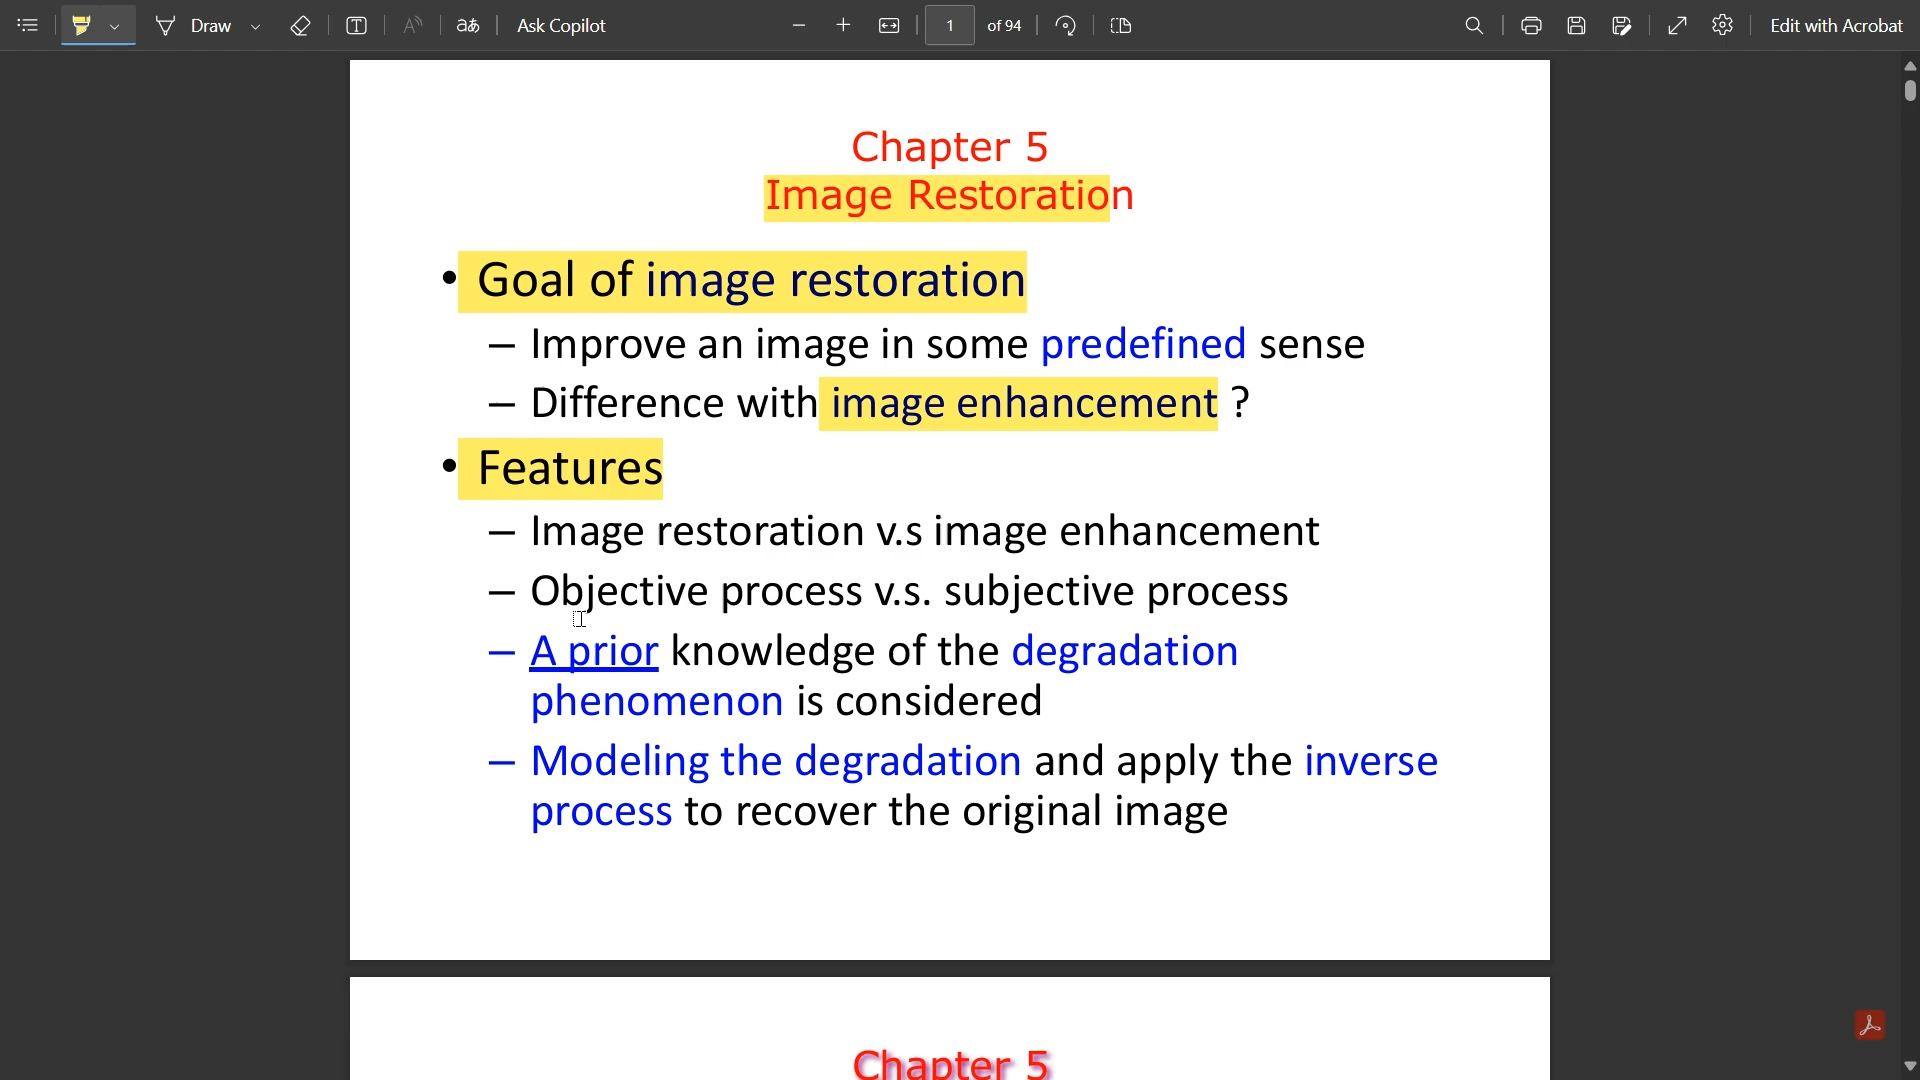 Draw
aあ
Ask Copilot
1
of 94
Edit with Acrobat
Chapter 5
Image Restoration
• Goal of image restoration
– Improve an image in some predefined sense
– Difference with image enhancement ?
• Features
– Image restoration v.s image enhancement
– Objective process v.s. subjective process
– A prior knowledge of the degradation
phenomenon is considered
– Modeling the degradation and apply the inverse
process to recover the original image
Chapter 5